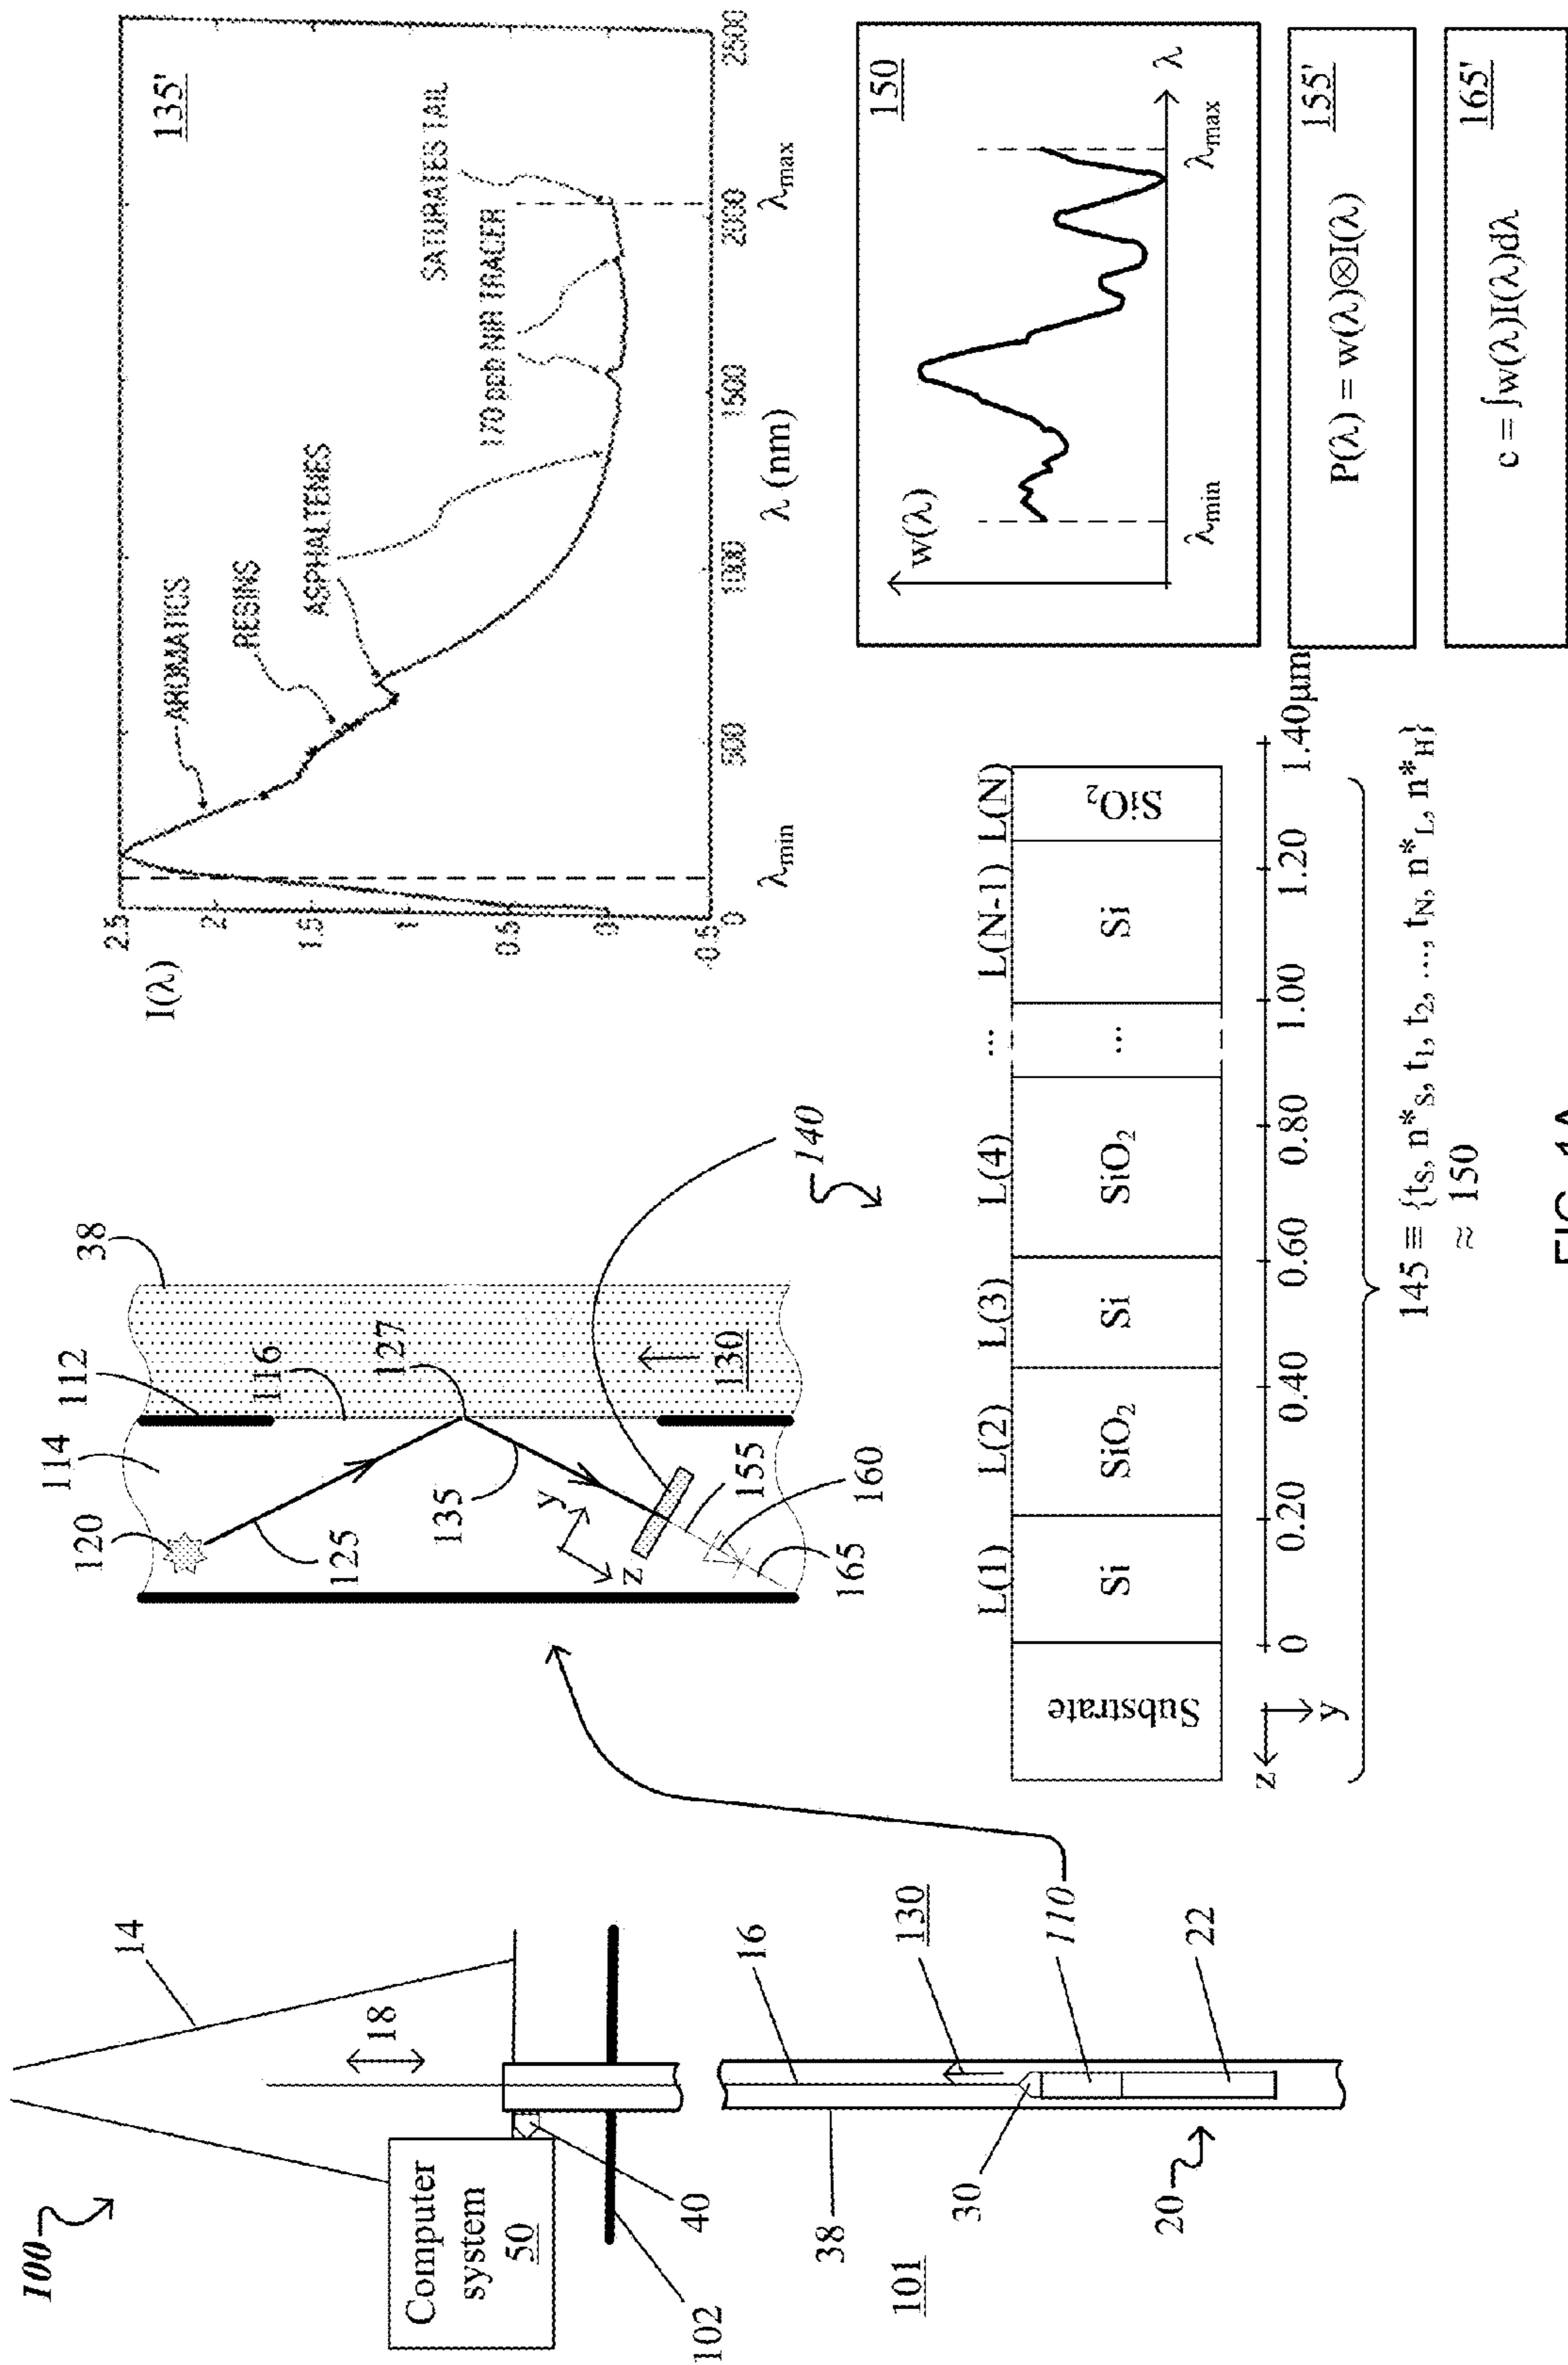 100
14
18
Computer
system
50
40
102
101
38
16
130
30
110
20
22
120
114
112
38
125
116
127
135
y
z
130
155
160
165
140
I(λ)
135'
2.5
2
1.5
1
0.5
0
-0.5
0
500
1000
1500
2000
2500
λmin
λ (nm)
λmax
AROMATICS
RESINS
ASPHALTENES
170 ppb NIR TRACER
SATURATES TAIL
L(1)
L(2)
L(3)
L(4)
...
L(N-1)
L(N)
Substrate
Si
SiO2
Si
SiO2
...
Si
SiO2
z
y
0
0.20
0.40
0.60
0.80
1.00
1.20
1.40µm
145 ≡ {tS, n*S, t1, t2, ..., tN, n*L, n*H}
≈ 150
w(λ)
150
λ
λmin
λmax
155'
P(λ) = w(λ)⊗I(λ)
165'
c = ∫w(λ)I(λ)dλ
FIG. 1A